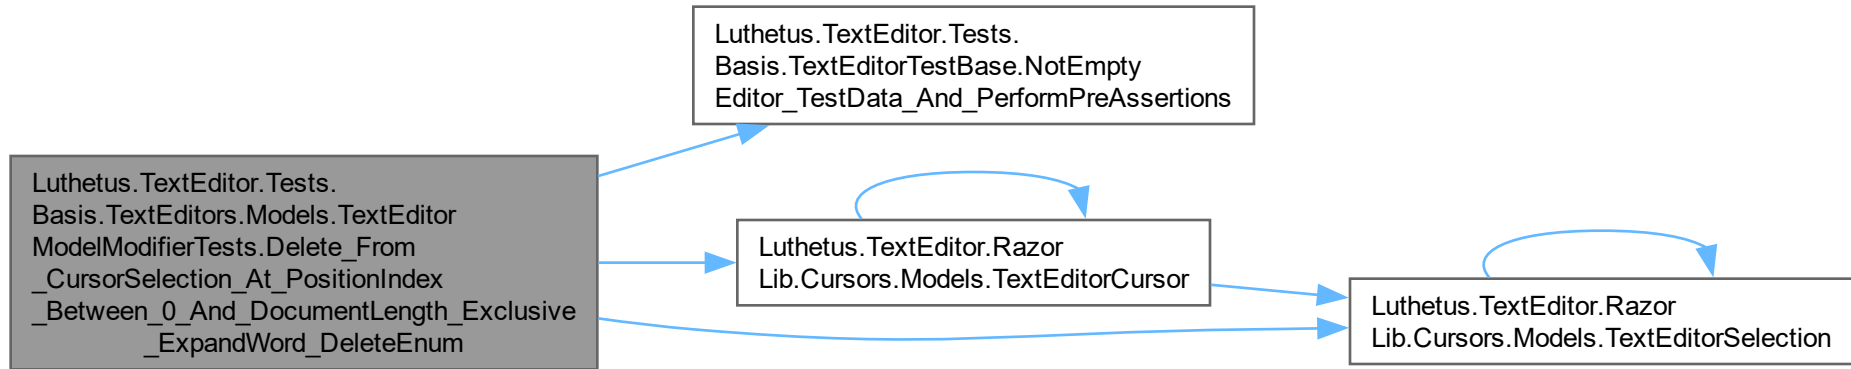 Luthetus.TextEditor.Tests.
Basis.TextEditorTestBase.NotEmpty
Editor_TestData_And_PerformPreAssertions
Luthetus.TextEditor.Tests.
Basis.TextEditors.Models.TextEditor
ModelModifierTests.Delete_From
_CursorSelection_At_PositionIndex
_Between_0_And_DocumentLength_Exclusive
_ExpandWord_DeleteEnum
Luthetus.TextEditor.Razor
Lib.Cursors.Models.TextEditorCursor
Luthetus.TextEditor.Razor
Lib.Cursors.Models.TextEditorSelection